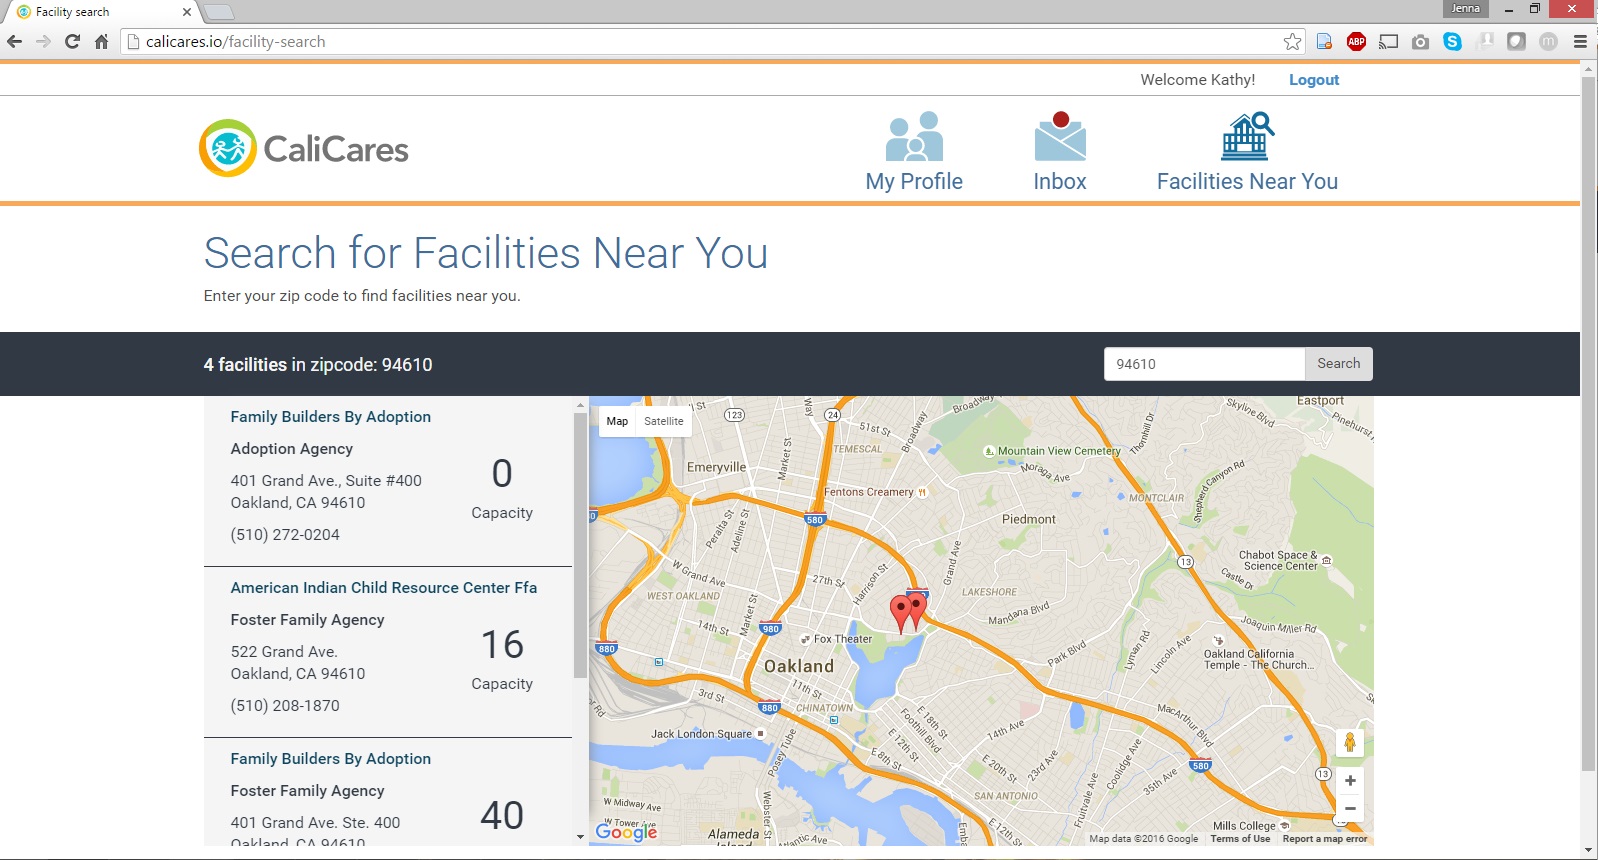 Facility search
Jenna
calicares.io/facility-search
ABP
m
Welcome Kathy!
Logout
CaliCares
My Profile
Inbox
Facilities Near You
Search for Facilities Near You
Enter your zip code to find facilities near you.
4 facilities in zipcode: 94610
94610
Search
Family Builders By Adoption
Adoption Agency
401 Grand Ave., Suite #400
Oakland, CA 94610
(510) 272-0204
0
Capacity
American Indian Child Resource Center Ffa
Foster Family Agency
522 Grand Ave.
Oakland, CA 94610
(510) 208-1870
16
Capacity
Family Builders By Adoption
Foster Family Agency
401 Grand Ave. Ste. 400
Oakland, CA 94610
40
Map
Satellite
123
24
Way
Broadway
51st St
TEMESCAL
Broadway
Market St
Emeryville
Mountain View Cemetery
Moraga Ave
Thornhill Dr
Skyline Blvd
Eastport
Pinehurst
Fentons Creamery
MONTCLAIR
Shepherd Canyon Rd
580
Peralta St
Adeline St
Piedmont
Grand Ave
13
Chabot Space &
Science Center
Castle Dr
W Grand Ave
27th St
Harrison St
WEST OAKLAND
Market St
LAKESHORE
Mandana Blvd
14th St
980
Fox Theater
Joaquin Miller Rd
880
Oakland
Park Blvd
Lyman Rd
Lincoln Ave
Oakland California
Temple - The Church...
11th St
3rd St
CHINATOWN
880
E 18th St
Foothill Blvd
E 12th St
14th Ave
MacArthur Blvd
Jack London Square
Posey Tube
E 8th St
E 20th St
23rd Ave
Coolidge Ave
35th Ave
580
13
Fruitvale Ave
SAN ANTONIO
W Midway Ave
W Tower Ave
Webster St
Alameda
E 12th St
Mills College
+
−
Google
Map data ©2016 Google
Terms of Use
Report a map error